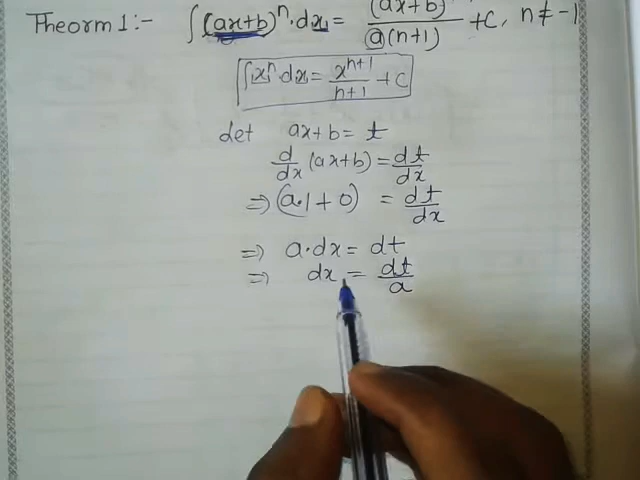 Theorm 1:- ∫(ax+b)ⁿ·dx = (ax+b) / a(n+1) + c, n ≠ -1
∫xⁿ dx = xⁿ⁺¹ / n+1 + c
Let ax+b = t
d/dx (ax+b) = dt/dx
⇒ (a·1+0) = dt/dx
⇒ a·dx = dt
⇒ dx = dt/a